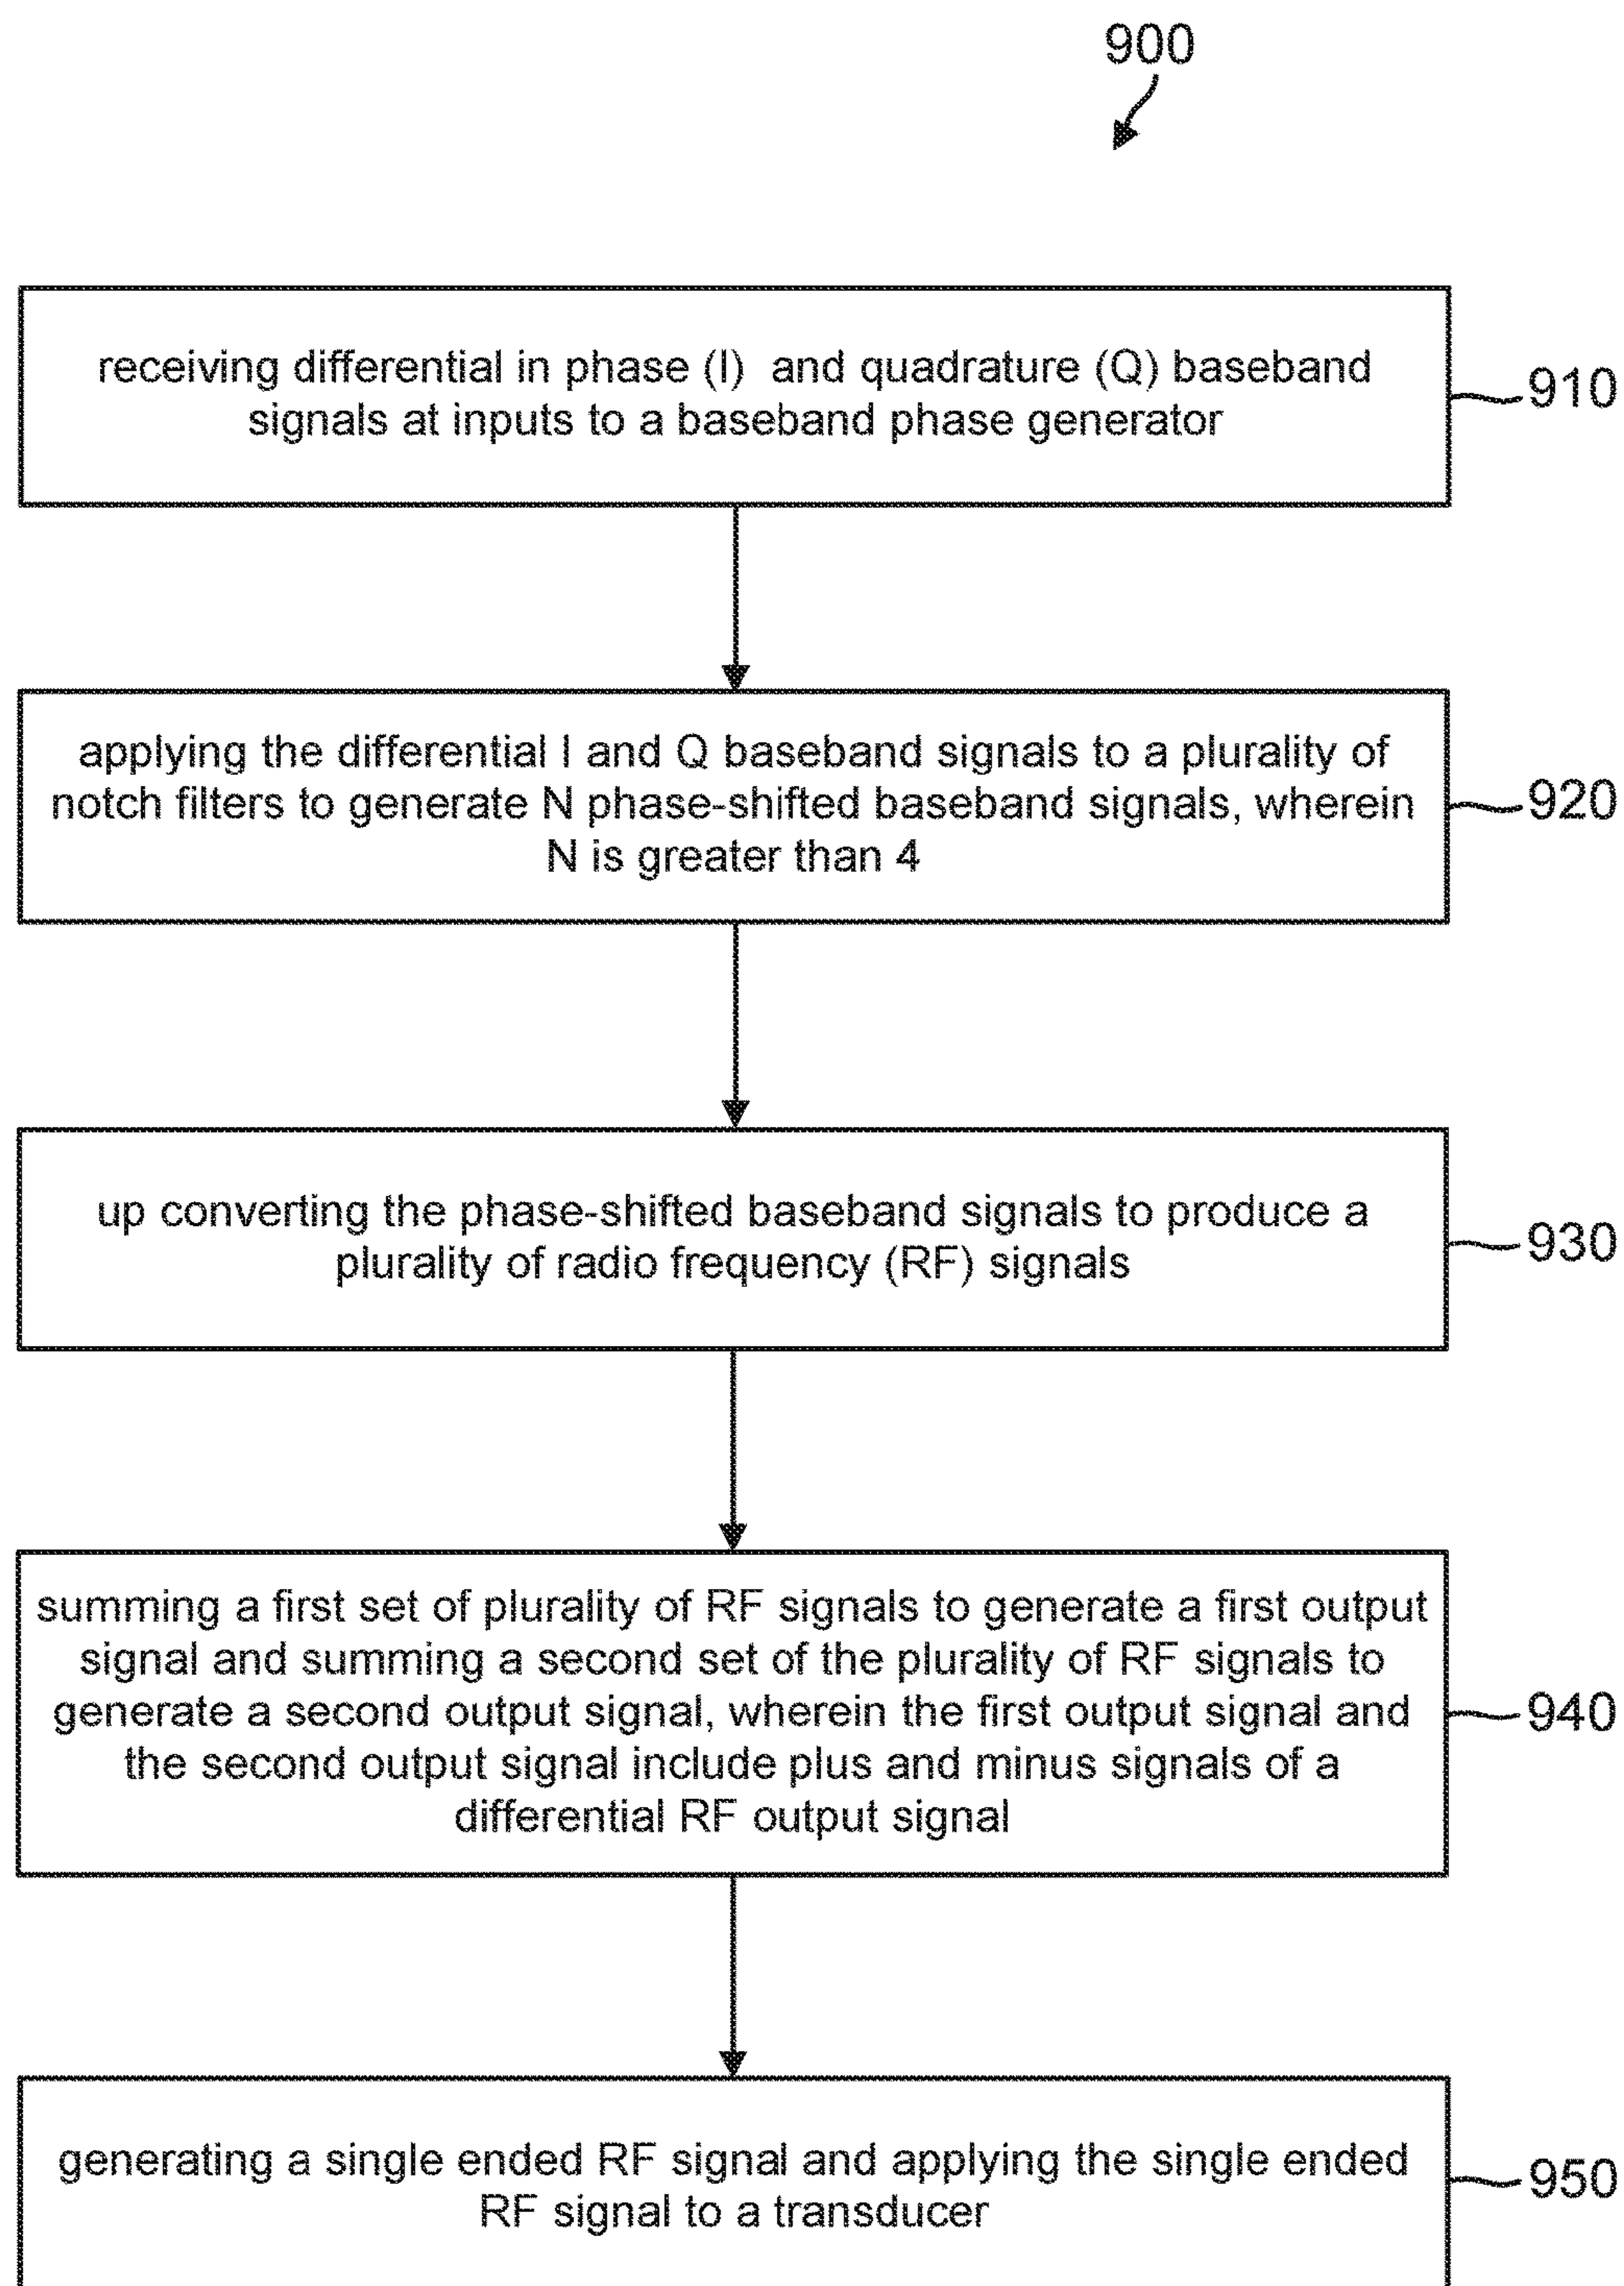 900
receiving differential in phase (I) and quadrature (Q) baseband
signals at inputs to a baseband phase generator
910
applying the differential I and Q baseband signals to a plurality of
notch filters to generate N phase-shifted baseband signals, wherein
N is greater than 4
920
up converting the phase-shifted baseband signals to produce a
plurality of radio frequency (RF) signals
930
summing a first set of plurality of RF signals to generate a first output
signal and summing a second set of the plurality of RF signals to
generate a second output signal, wherein the first output signal and
the second output signal include plus and minus signals of a
differential RF output signal
940
generating a single ended RF signal and applying the single ended
RF signal to a transducer
950